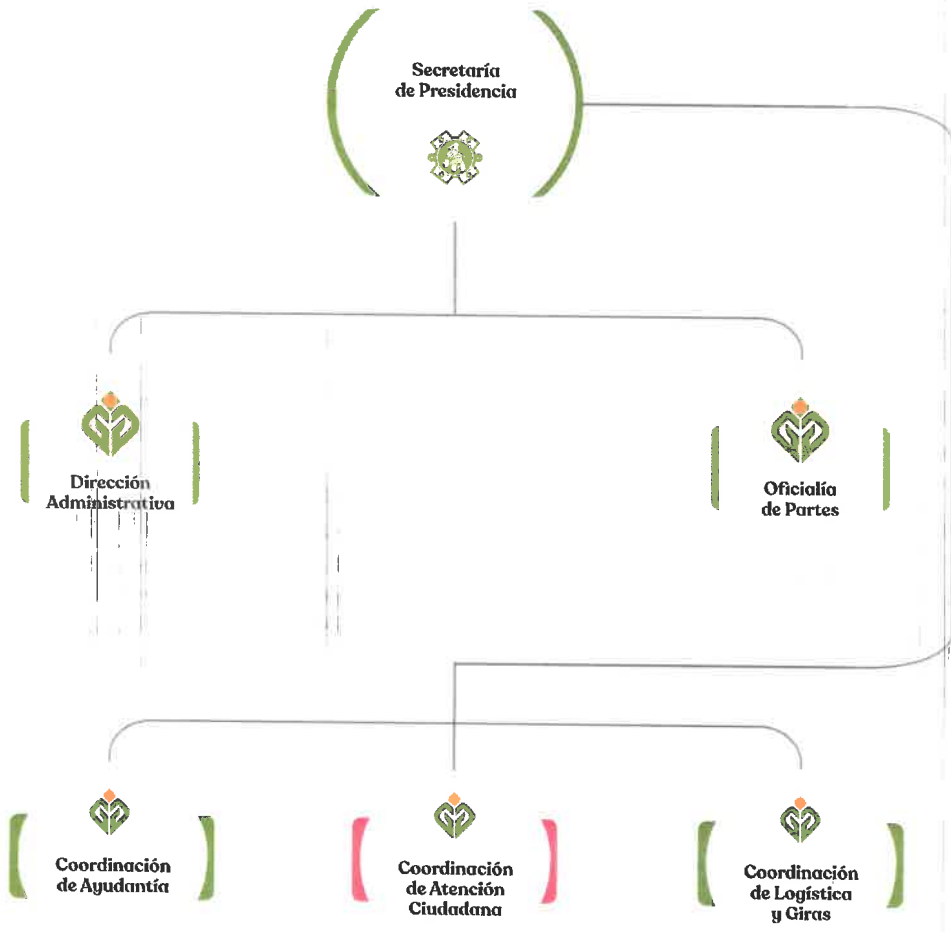 Secretaría
de Presidencia
Dirección
Administrativa
Oficialía
de Partes
Coordinación
de Ayudantía
Coordinación
de Atención
Ciudadana
Coordinación
de Logística
y Giras